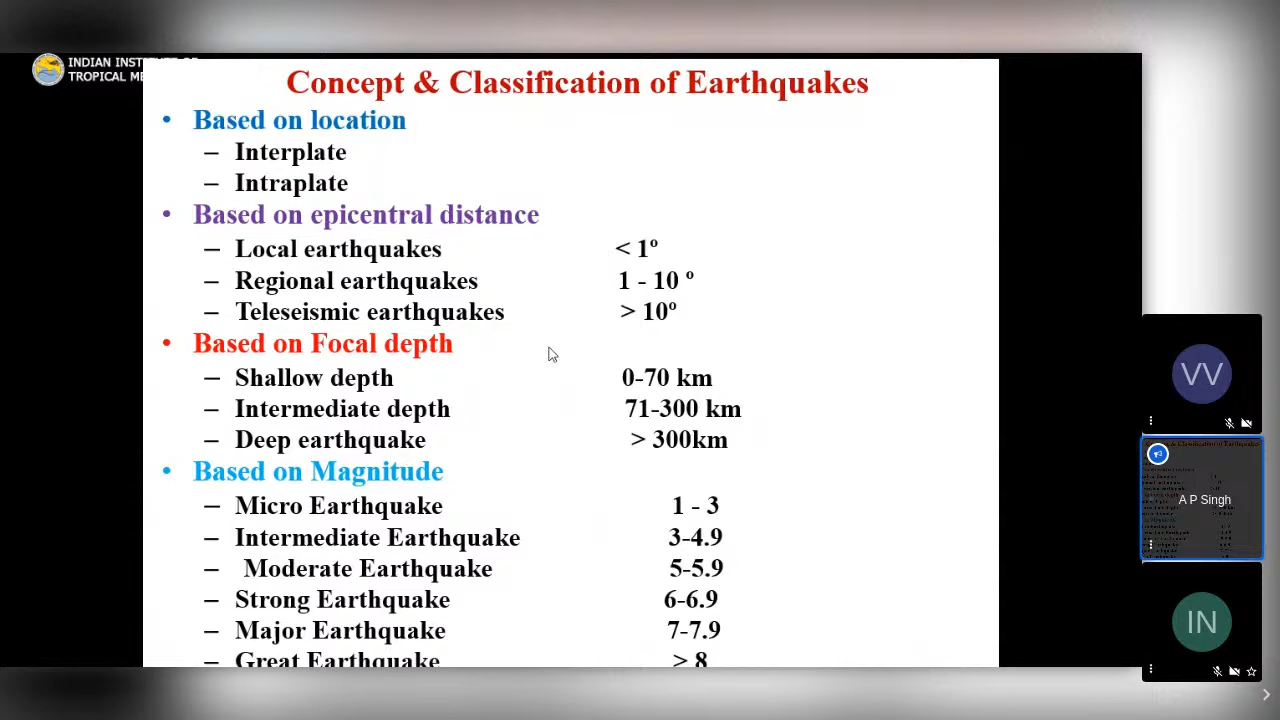 INDIAN INSTITUTE OF
TROPICAL ME
Concept & Classification of Earthquakes
• Based on location
– Interplate
– Intraplate
• Based on epicentral distance
– Local earthquakes < 1º
– Regional earthquakes 1 - 10 º
– Teleseismic earthquakes > 10º
• Based on Focal depth
– Shallow depth 0-70 km
– Intermediate depth 71-300 km
– Deep earthquake > 300km
• Based on Magnitude
– Micro Earthquake 1 - 3
– Intermediate Earthquake 3-4.9
– Moderate Earthquake 5-5.9
– Strong Earthquake 6-6.9
– Major Earthquake 7-7.9
– Great Earthquake > 8
VV
A P Singh
IN